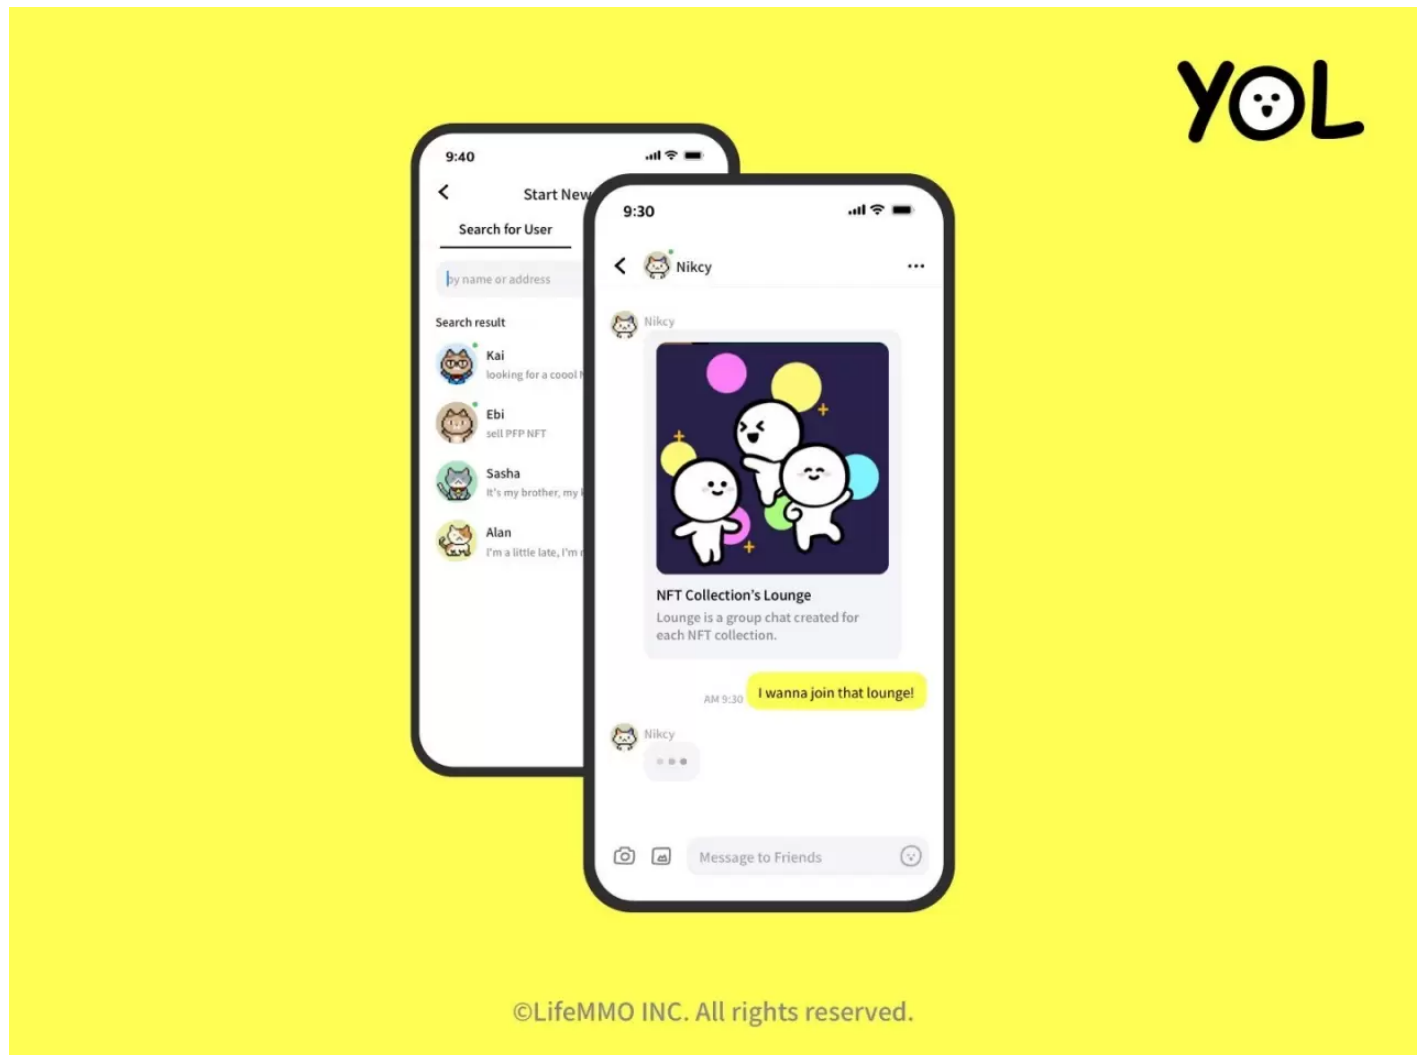 YOL
9:40
Start New
Search for User
by name or address
Search result
Kai
looking for a coool
Ebi
sell PFP NFT
Sasha
It's my brother, my
Alan
I'm a little late, I'm
9:30
Nikcy
Nikcy
NFT Collection's Lounge
Lounge is a group chat created for
each NFT collection.
I wanna join that lounge!
AM 9:30
Nikcy
Message to Friends
©LifeMMO INC. All rights reserved.